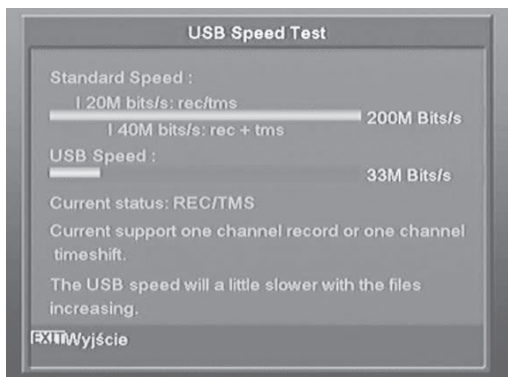 USB Speed Test
Standard Speed :
| 20M bits/s: rec/tms
200M Bits/s
| 40M bits/s: rec + tms
USB Speed :
33M Bits/s
Current status: REC/TMS
Current support one channel record or one channel
timeshift.
The USB speed will a little slower with the files
increasing.
EXIT Wyjście